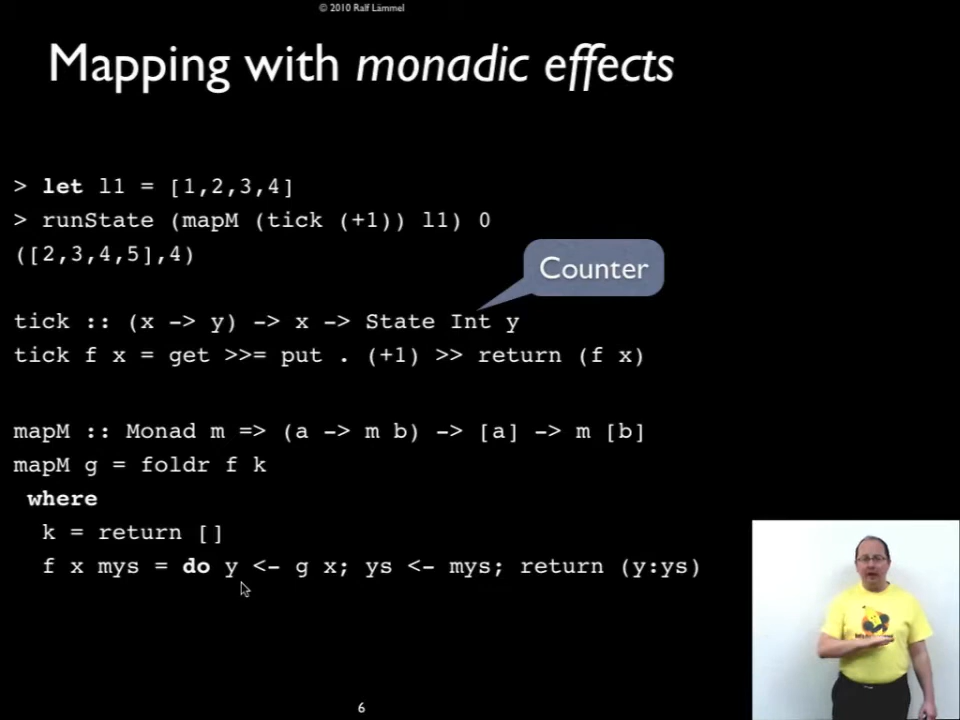 © 2010 Ralf Lämmel
Mapping with monadic effects
> let l1 = [1,2,3,4]
> runState (mapM (tick (+1)) l1) 0
([2,3,4,5],4)
Counter
tick :: (x -> y) -> x -> State Int y
tick f x = get >>= put . (+1) >> return (f x)
mapM :: Monad m => (a -> m b) -> [a] -> m [b]
mapM g = foldr f k
where
k = return []
f x mys = do y <- g x; ys <- mys; return (y:ys)
6